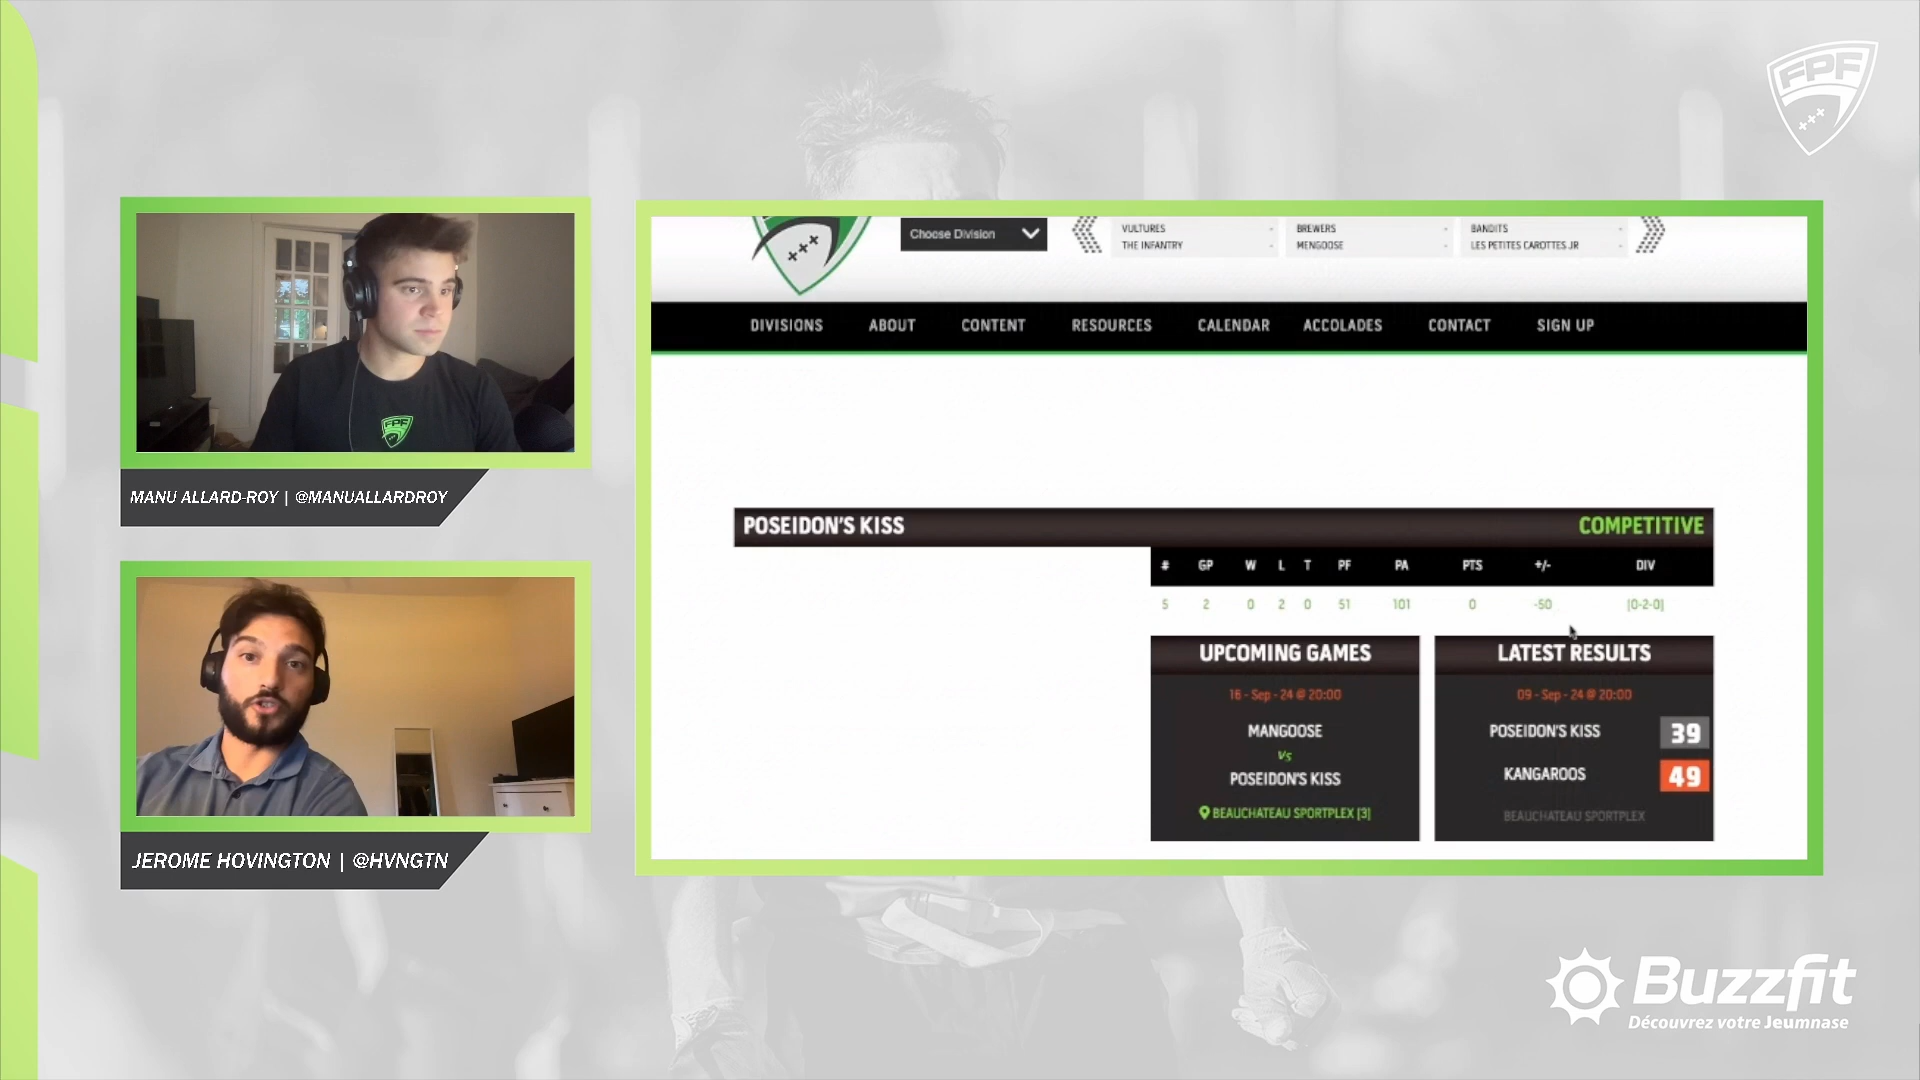 FPF
FPF
MANU ALLARD-ROY | @MANUALLARDROY
JEROME HOVINGTON | @HVNGTN
Choose Division
VULTURES -
THE INFANTRY -
BREWERS -
MENGOOSE -
BANDITS -
LES PETITES CAROTTES JR -
DIVISIONS ABOUT CONTENT RESOURCES CALENDAR ACCOLADES CONTACT SIGN UP
POSEIDON'S KISS COMPETITIVE
# GP W L T PF PA PTS +/- DIV
5 2 0 2 0 51 101 0 -50 |0-2-0|
UPCOMING GAMES
16 - Sep - 24 @ 20:00
MANGOOSE
Vs
POSEIDON'S KISS
BEAUCHATEAU SPORTPLEX [3]
LATEST RESULTS
09 - Sep - 24 @ 20:00
POSEIDON'S KISS 39
KANGAROOS 49
BEAUCHATEAU SPORTPLEX
Buzzfit
Découvrez votre Jeumnase